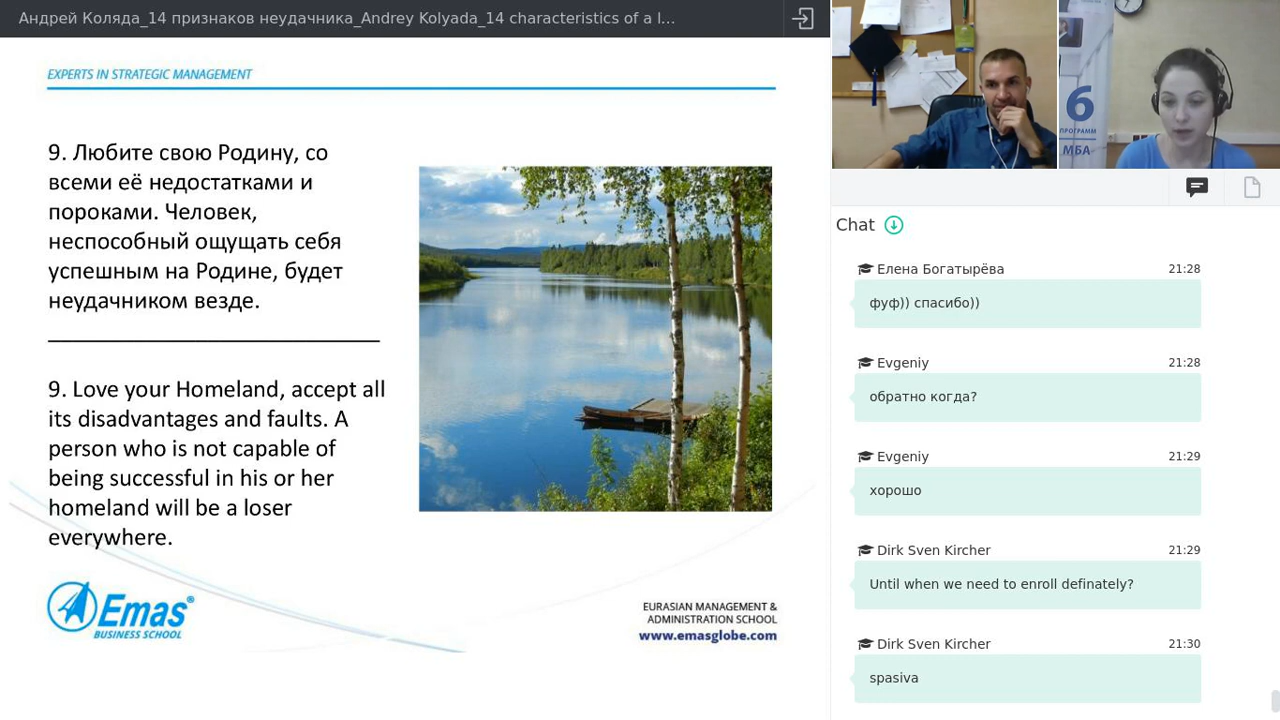 Андрей Коляда_14 признаков неудачника_Andrey Kolyada_14 characteristics of a l...
EXPERTS IN STRATEGIC MANAGEMENT
9. Любите свою Родину, со
всеми её недостатками и
пороками. Человек,
неспособный ощущать себя
успешным на Родине, будет
неудачником везде.
9. Love your Homeland, accept all
its disadvantages and faults. A
person who is not capable of
being successful in his or her
homeland will be a loser
everywhere.
Emas®
BUSINESS SCHOOL
EURASIAN MANAGEMENT &
ADMINISTRATION SCHOOL
www.emasglobe.com
6
ПРОГРАММ
МБА
Chat
Елена Богатырёва 21:28
фуф)) спасибо))
Evgeniy 21:28
обратно когда?
Evgeniy 21:29
хорошо
Dirk Sven Kircher 21:29
Until when we need to enroll definately?
Dirk Sven Kircher 21:30
spasiva